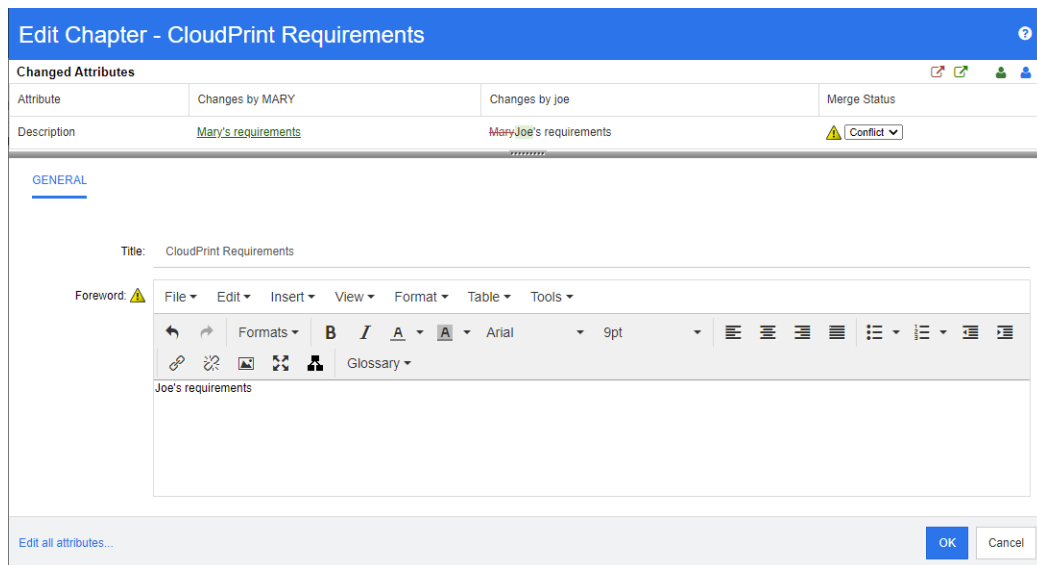 Edit Chapter - CloudPrint Requirements
Changed Attributes
Attribute Changes by MARY Changes by joe Merge Status
Description Mary's requirements MaryJoe's requirements Conflict
GENERAL
Title: CloudPrint Requirements
Foreword: File Edit Insert View Format Table Tools
Formats B I A A Arial 9pt
Glossary
Joe's requirements
Edit all attributes... OK Cancel